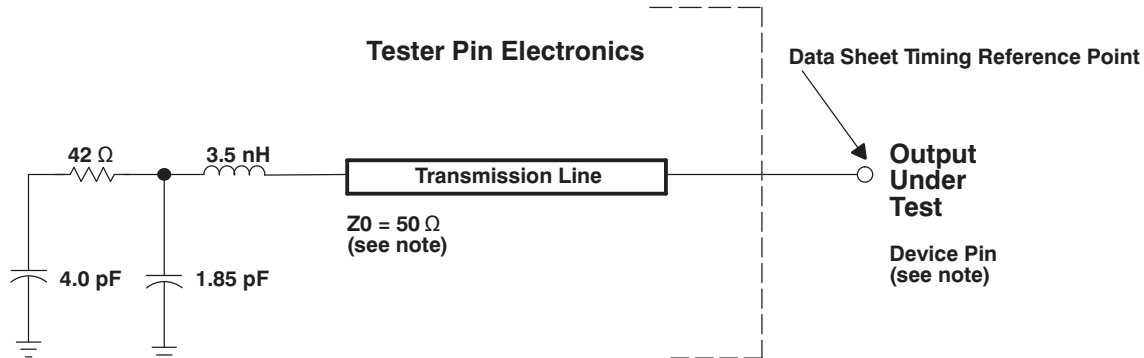 Tester Pin Electronics
Data Sheet Timing Reference Point
42 Ω
3.5 nH
Transmission Line
Output
Under
Test
Z0 = 50 Ω
(see note)
Device Pin
(see note)
4.0 pF
1.85 pF